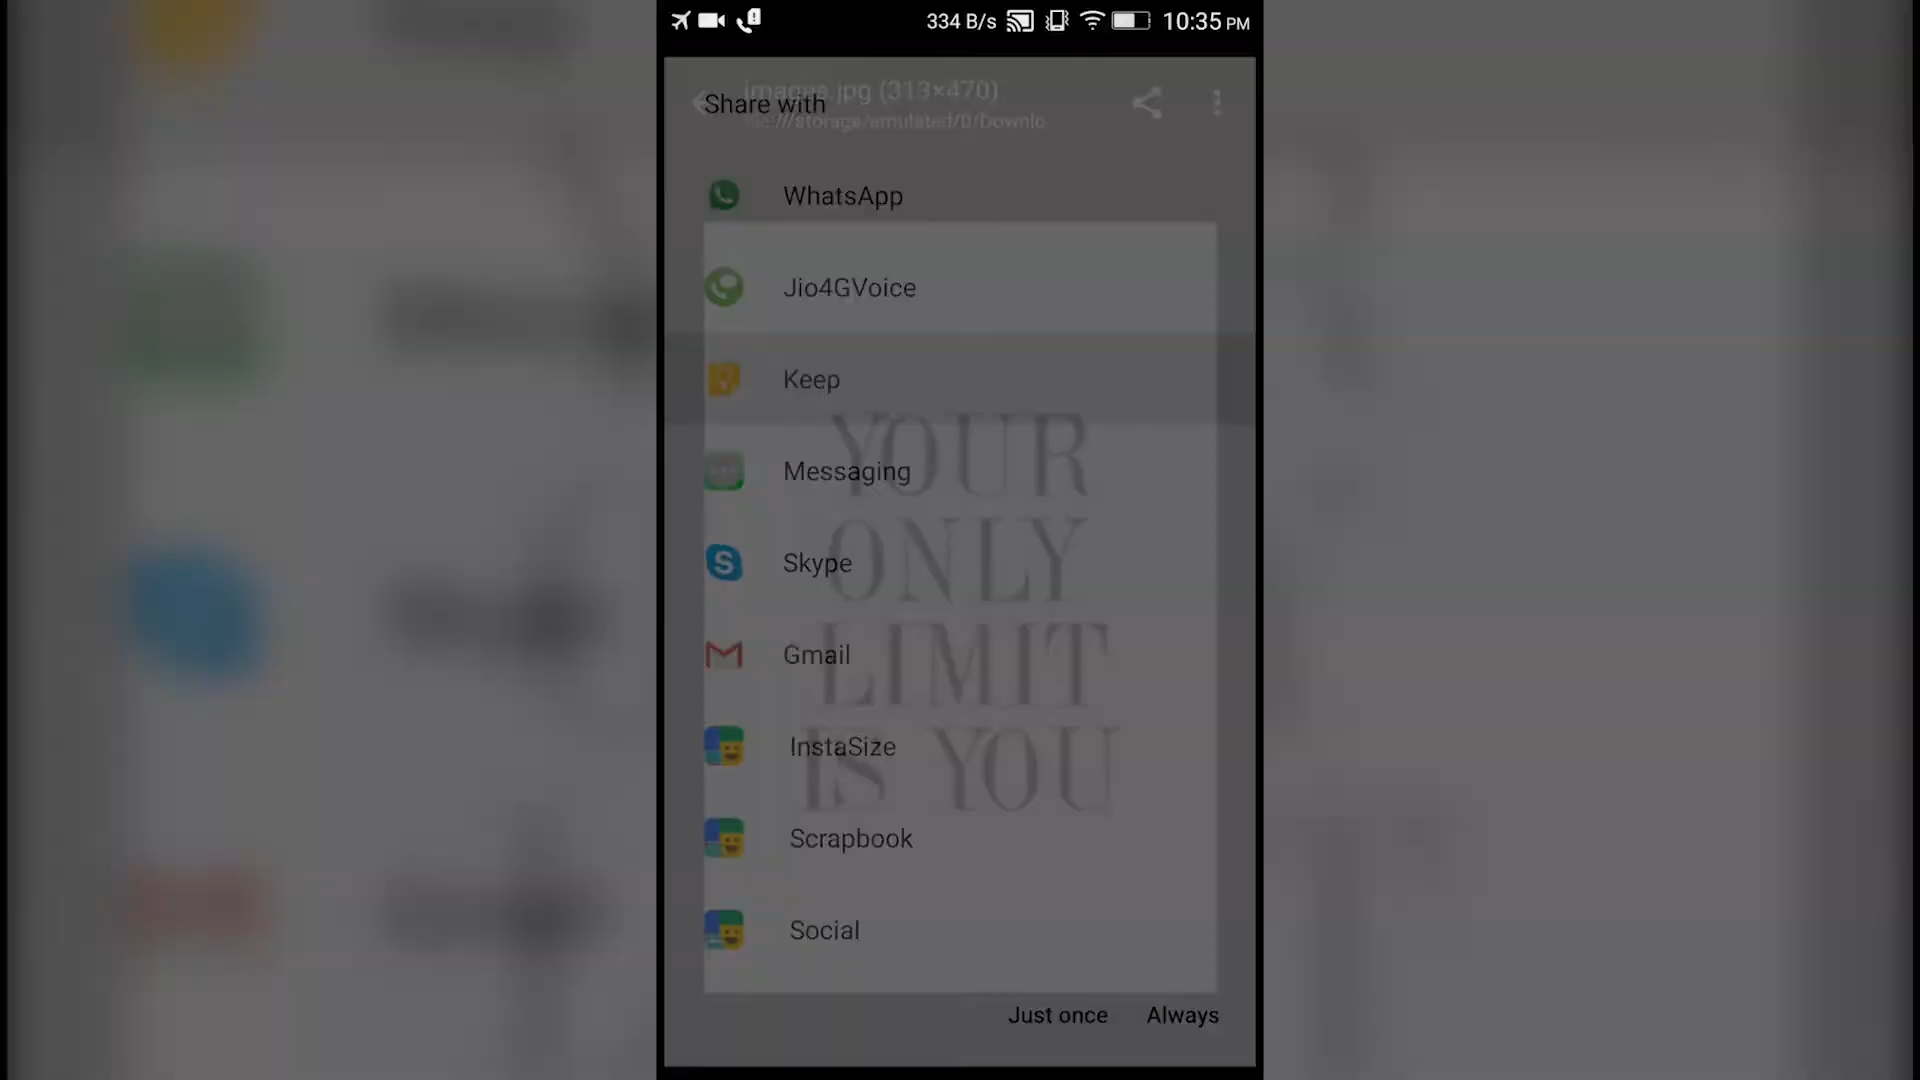 334 B/s 10:35 PM
images.jpg (313×470)
Share with
file:///storage/emulated/0/Downlo
WhatsApp
Jio4GVoice
Keep
YOUR
Messaging
ONLY
Skype
LIMIT
Gmail
IS YOU
InstaSize
Scrapbook
Social
Just once Always